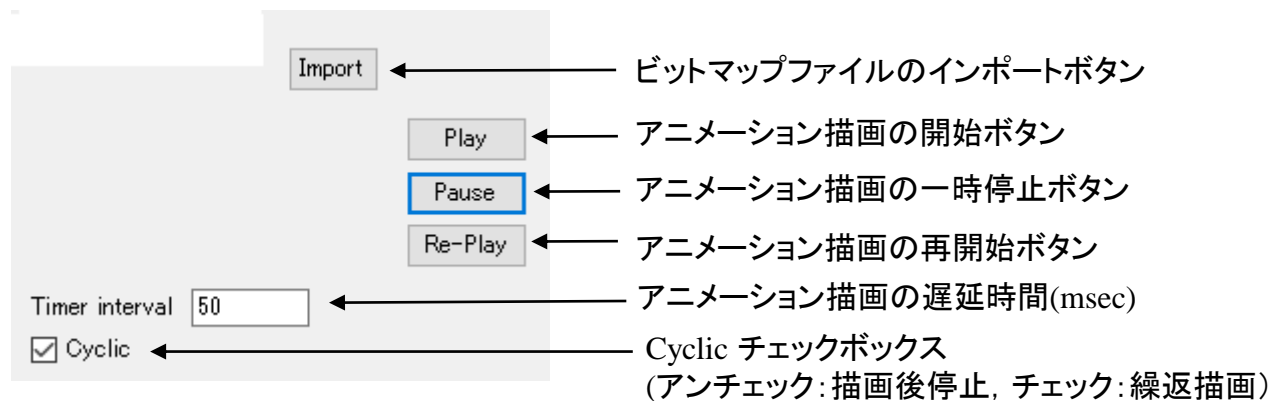 Import ビットマップファイルのインポートボタン
Play アニメーション描画の開始ボタン
Pause アニメーション描画の一時停止ボタン
Re-Play アニメーション描画の再開始ボタン
Timer interval 50 アニメーション描画の遅延時間(msec)
Cyclic Cyclic チェックボックス
(アンチェック:描画後停止, チェック:繰返描画)